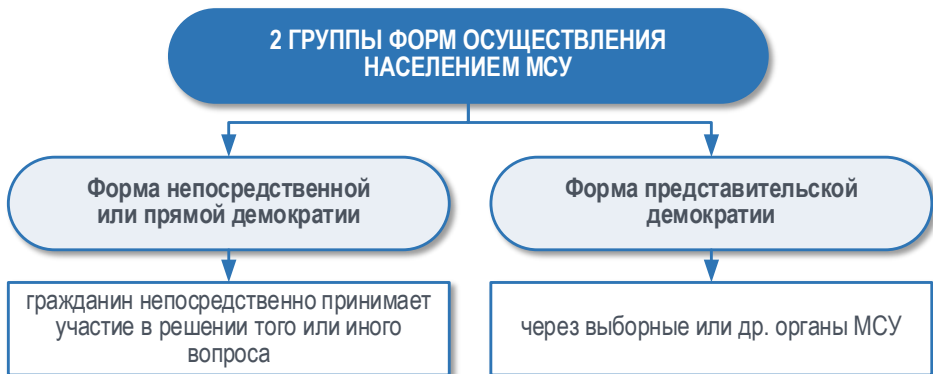 2 ГРУППЫ ФОРМ ОСУЩЕСТВЛЕНИЯ
НАСЕЛЕНИЕМ МСУ
Форма непосредственной
или прямой демократии
Форма представительской
демократии
гражданин непосредственно принимает
участие в решении того или иного
вопроса
через выборные или др. органы МСУ